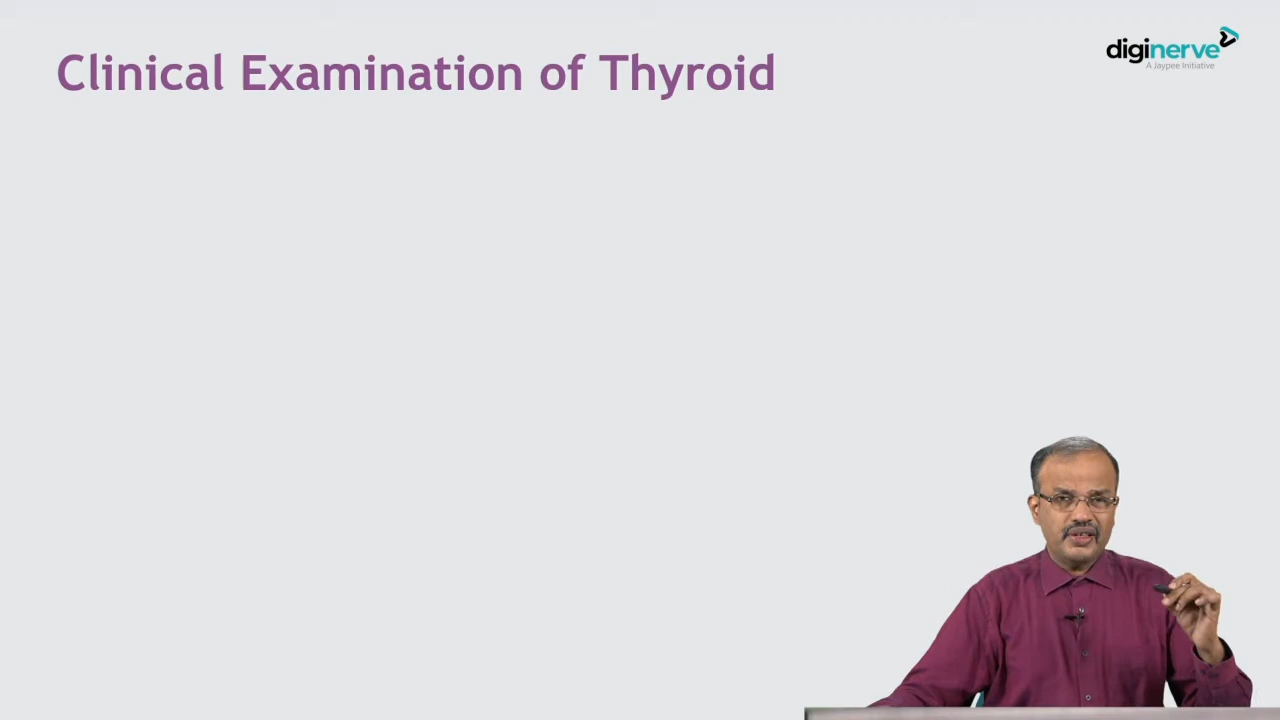 Clinical Examination of Thyroid
diginerve
A Jaypee Initiative